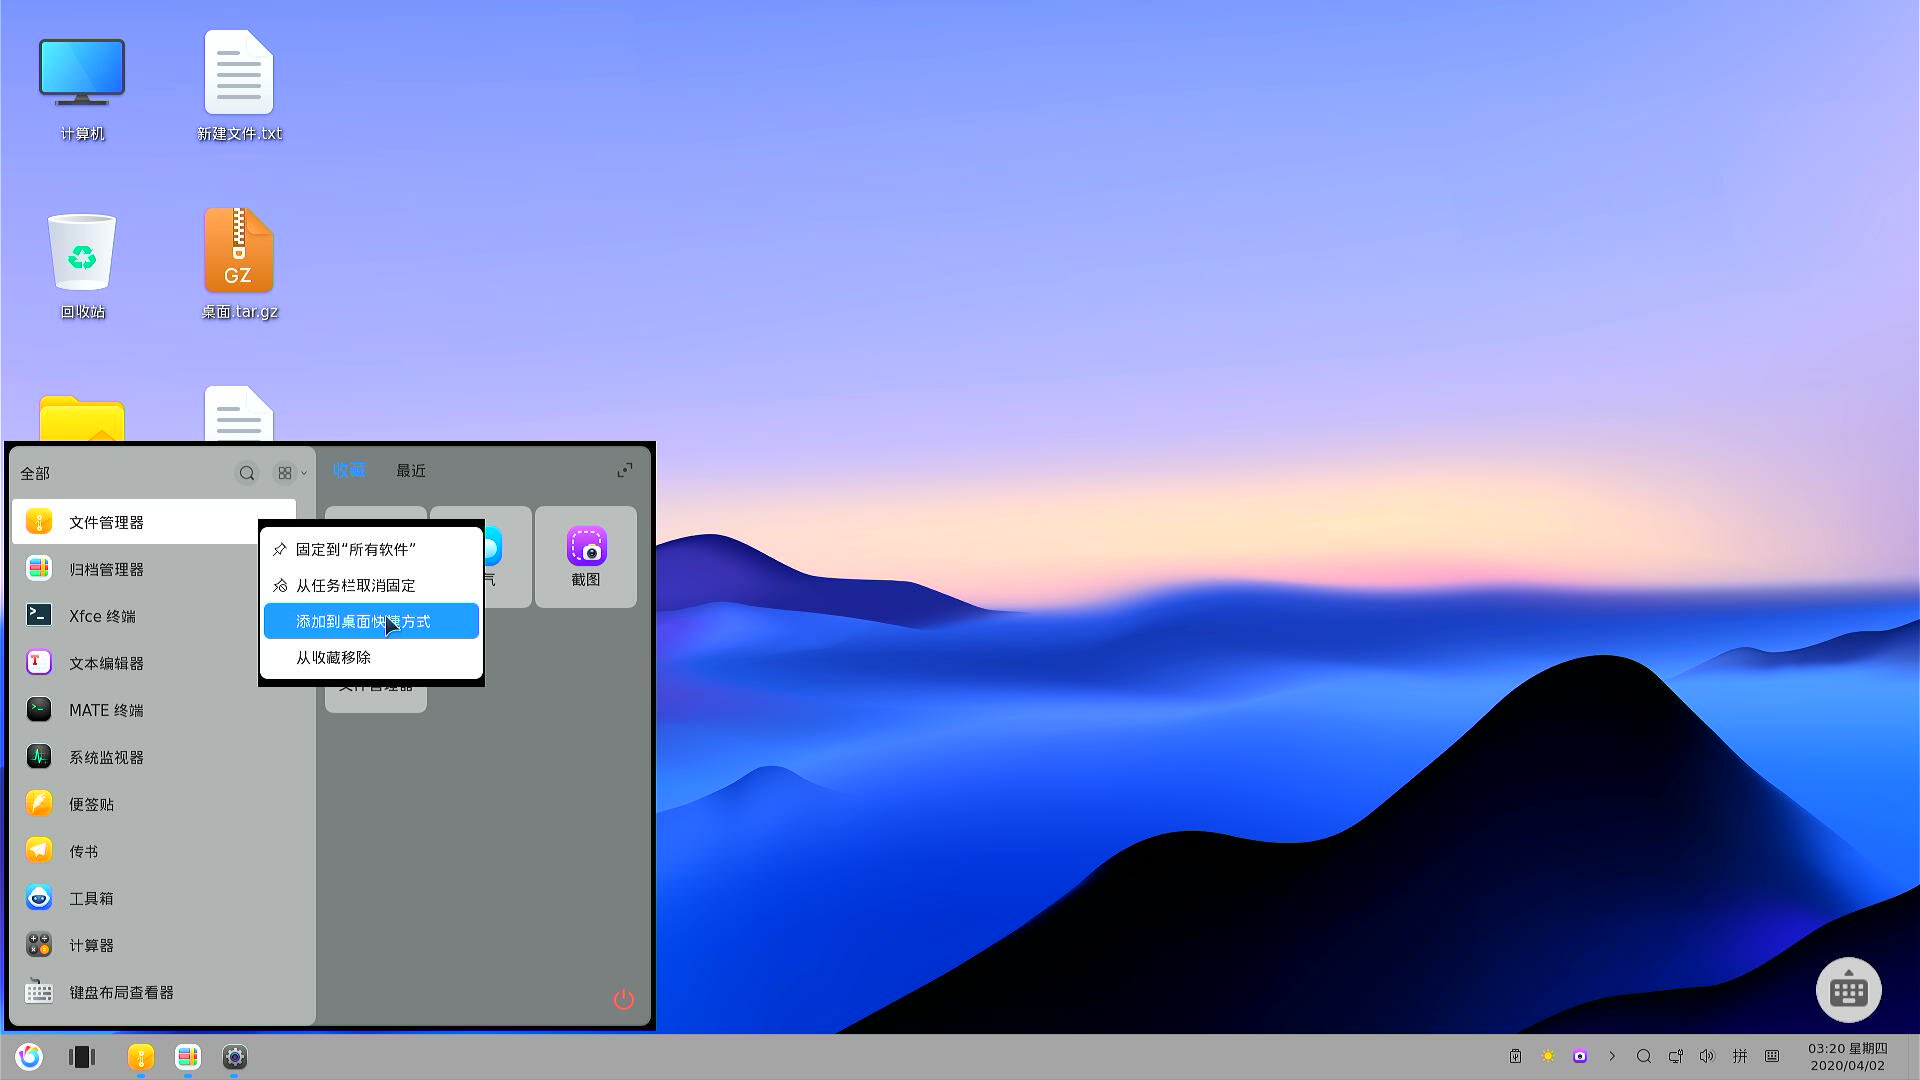 计算机
新建文件.txt
回收站
GZ
桌面.tar.gz
全部
收藏
最近
文件管理器
归档管理器
Xfce 终端
文本编辑器
MATE 终端
系统监视器
便签贴
传书
工具箱
计算器
键盘布局查看器
固定到“所有软件”
从任务栏取消固定
添加到桌面快捷方式
从收藏移除
气
截图
文件管理器
拼
03:20 星期四
2020/04/02